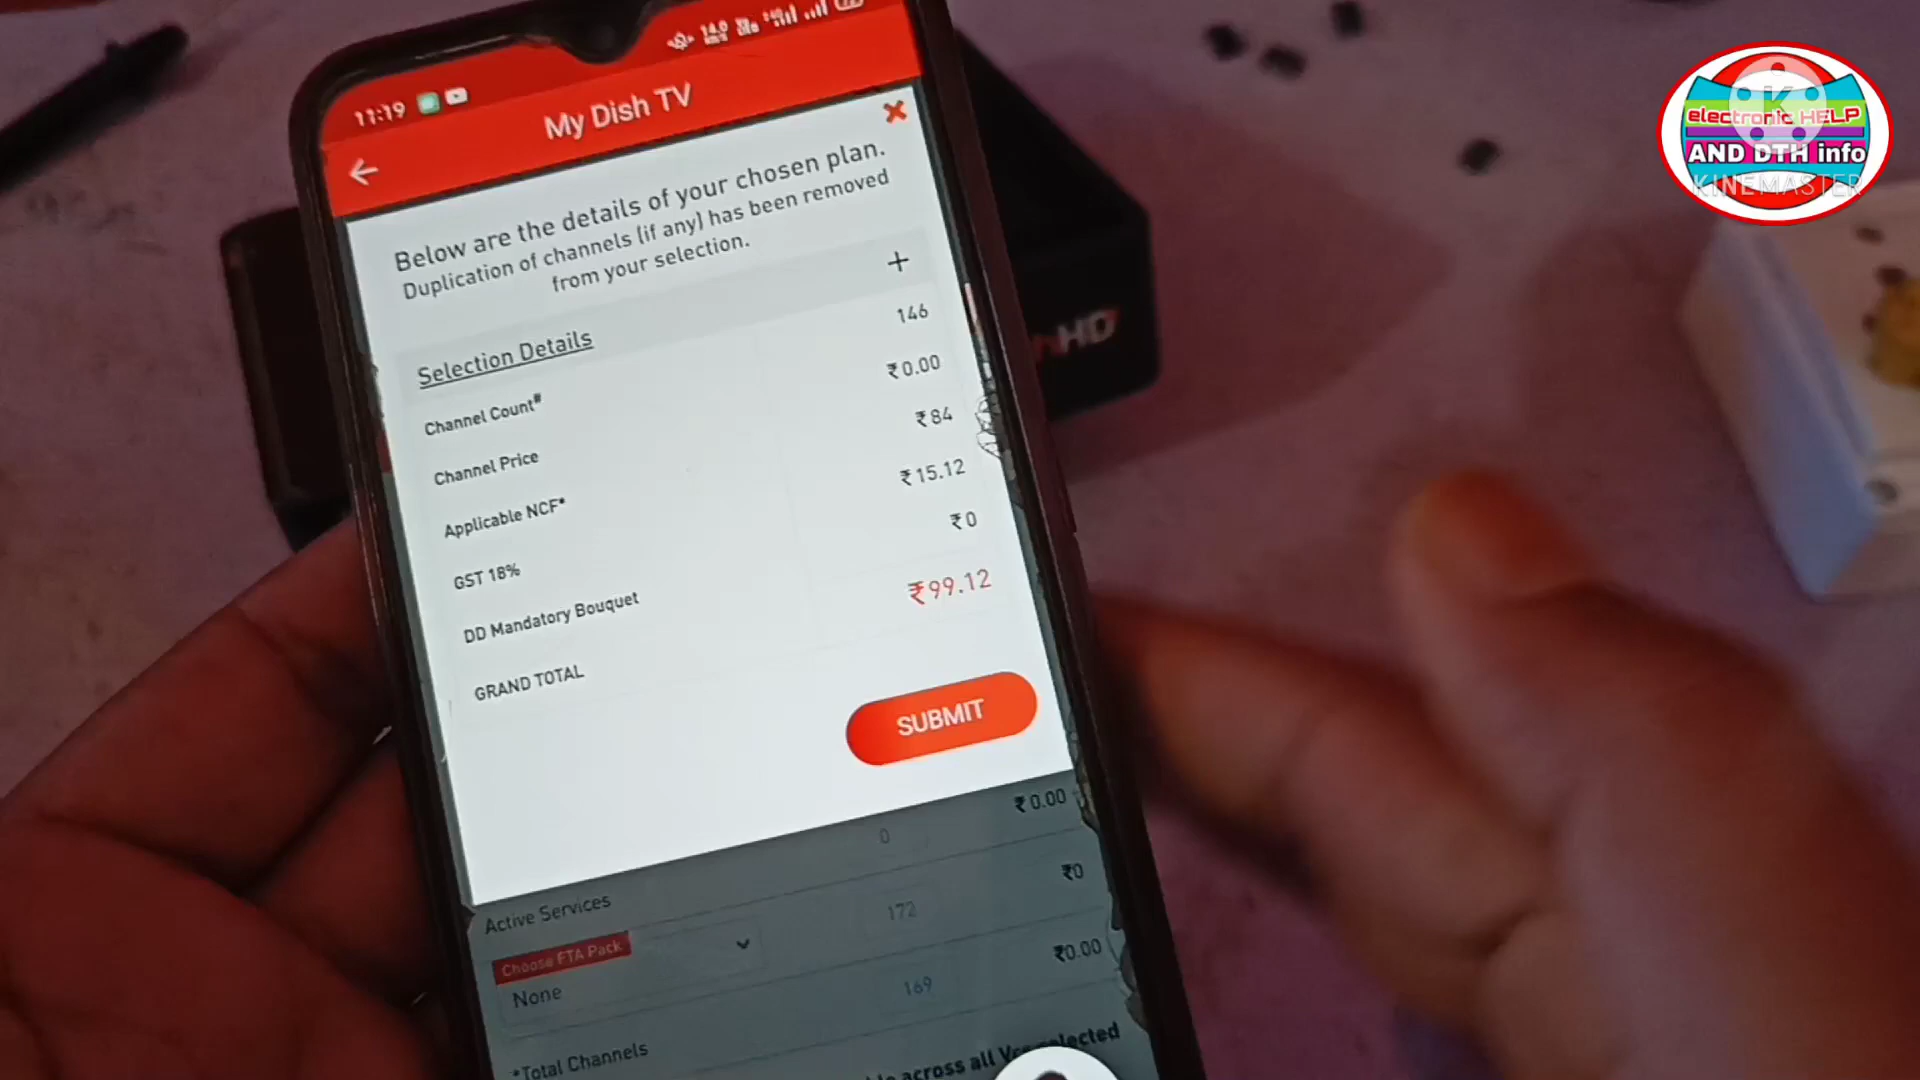 11:19
My Dish TV
Below are the details of your chosen plan.
Duplication of channels (if any) has been removed
from your selection.
Selection Details +
Channel Count# 146
Channel Price ₹0.00
Applicable NCF* ₹84
GST 18% ₹15.12
DD Mandatory Bouquet ₹0
GRAND TOTAL ₹99.12
SUBMIT
0 ₹0.00
Active Services
172 ₹0
Choose FTA Pack
None
169 ₹0.00
*Total Channels
across all
HD
electronic HELP
AND DTH info
KINEMASTER